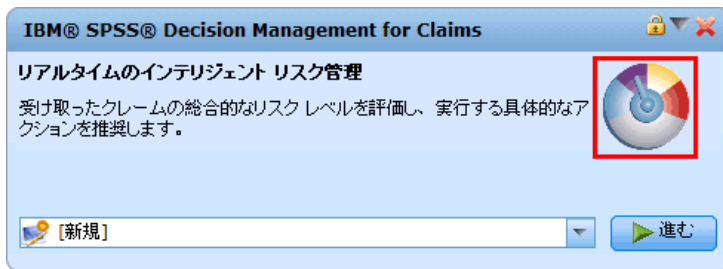 IBM® SPSS® Decision Management for Claims
リアルタイムのインテリジェント リスク管理
受け取ったクレームの総合的なリスク レベルを評価し、実行する具体的なア
クションを推奨します。
[新規]
進む